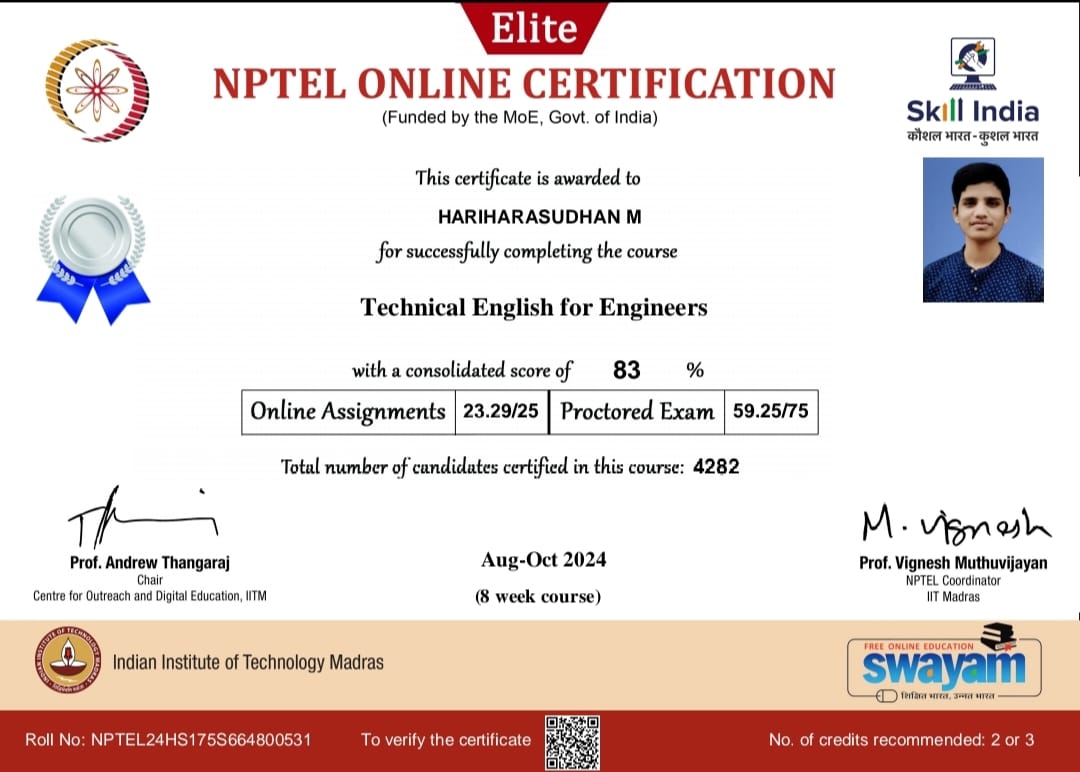 Elite
NPTEL ONLINE CERTIFICATION
(Funded by the MoE, Govt. of India)
Skill India
कौशल भारत - कुशल भारत
This certificate is awarded to
HARIHARASUDHAN M
for successfully completing the course
Technical English for Engineers
with a consolidated score of 83 %
Online Assignments 23.29/25 Proctored Exam 59.25/75
Total number of candidates certified in this course: 4282
M. Vignesh
Prof. Andrew Thangaraj
Chair
Centre for Outreach and Digital Education, IITM
Aug-Oct 2024
(8 week course)
Prof. Vignesh Muthuvijayan
NPTEL Coordinator
IIT Madras
Indian Institute of Technology Madras
FREE ONLINE EDUCATION
swayam
शिक्षित भारत, उन्नत भारत
Roll No: NPTEL24HS175S664800531 To verify the certificate No. of credits recommended: 2 or 3